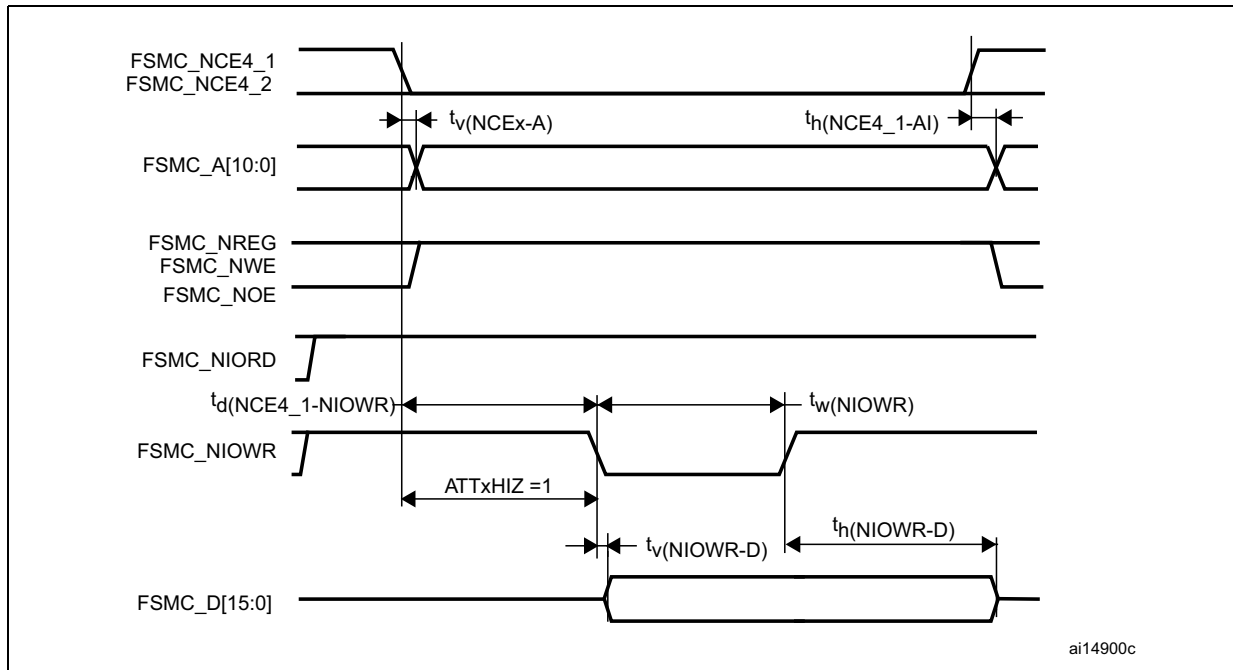 FSMC_NCE4_1
FSMC_NCE4_2
tv(NCEx-A)
th(NCE4_1-AI)
FSMC_A[10:0]
FSMC_NREG
FSMC_NWE
FSMC_NOE
FSMC_NIORD
td(NCE4_1-NIOWR)
tw(NIOWR)
FSMC_NIOWR
ATTxHIZ =1
tv(NIOWR-D)
th(NIOWR-D)
FSMC_D[15:0]
ai14900c